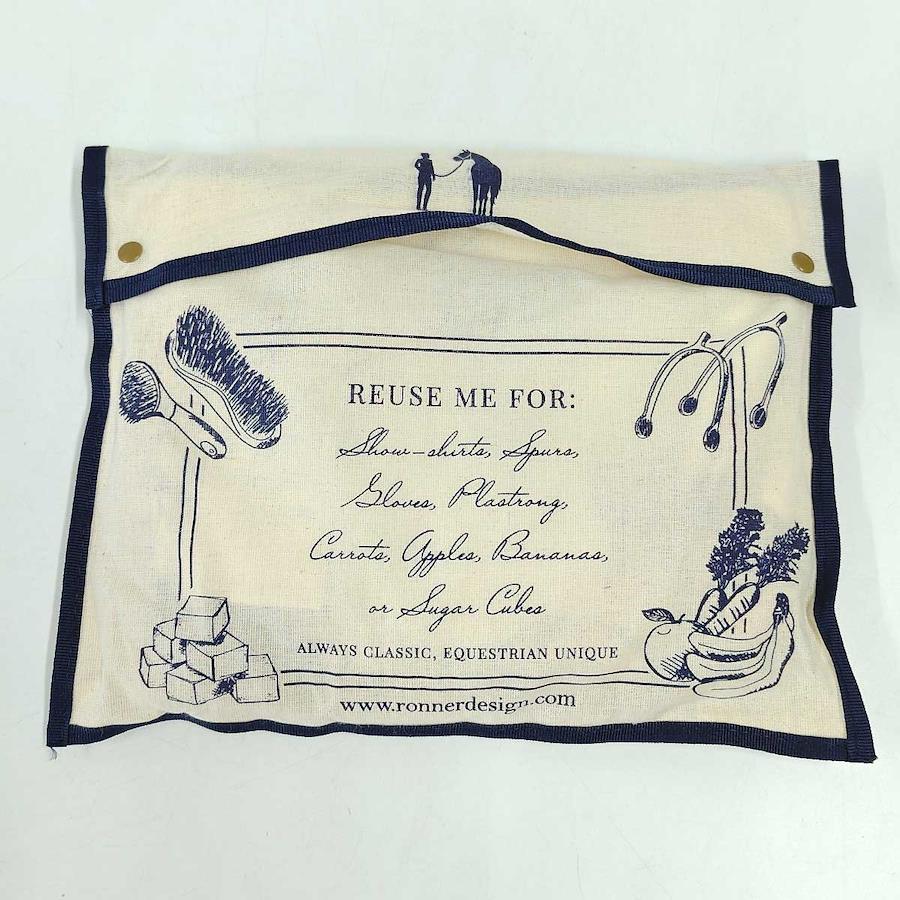 REUSE ME FOR:
Show-shirts, Spurs,
Gloves, Plastrong,
Carrots, Apples, Bananas,
or Sugar Cubes
ALWAYS CLASSIC, EQUESTRIAN UNIQUE
www.ronnerdesign.com